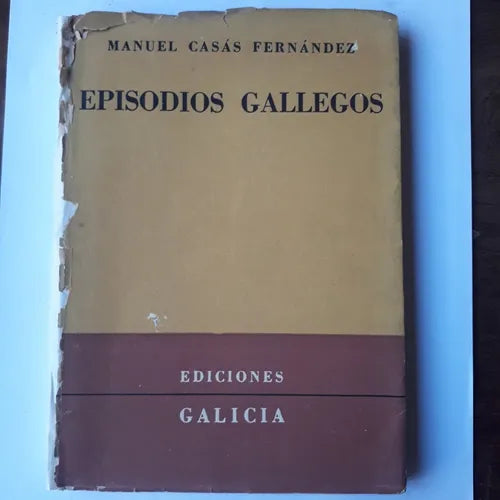 MANUEL CASÁS FERNÁNDEZ
EPISODIOS GALLEGOS
EDICIONES
GALICIA